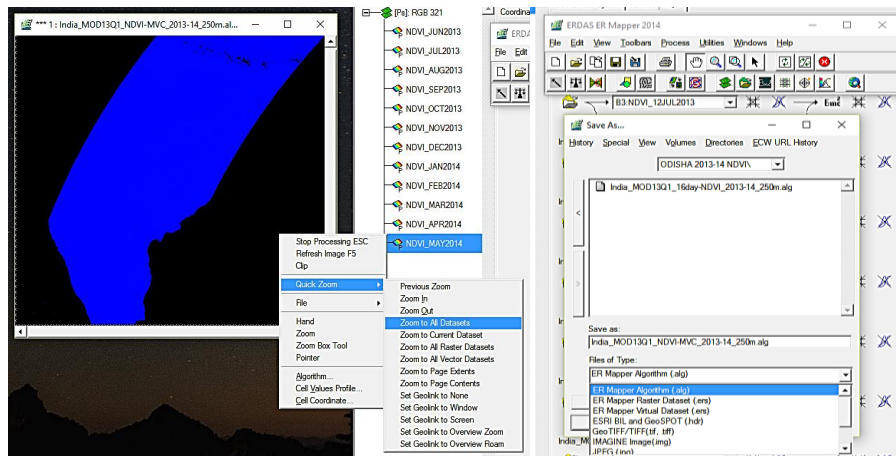 *** 1 : India_MOD13Q1_NDVI-MVC_2013-14_250m.al...
Stop Processing ESC
Refresh Image F5
Clip
Quick Zoom
File
Hand
Zoom
Zoom Box Tool
Pointer
Algorithm...
Cell Values Profile...
Cell Coordinate...
[Ps]: RGB 321
NDVI_JUN2013
NDVI_JUL2013
NDVI_AUG2013
NDVI_SEP2013
NDVI_OCT2013
NDVI_NOV2013
NDVI_DEC2013
NDVI_JAN2014
NDVI_FEB2014
NDVI_MAR2014
NDVI_APR2014
NDVI_MAY2014
Previous Zoom
Zoom In
Zoom Out
Zoom to All Datasets
Zoom to Current Dataset
Zoom to All Raster Datasets
Zoom to All Vector Datasets
Zoom to Page Extents
Zoom to Page Contents
Set Geolink to None
Set Geolink to Window
Set Geolink to Screen
Set Geolink to Overview Zoom
Set Geolink to Overview Roam
Coordina
ERDA
File Edit
ERDAS ER Mapper 2014
File Edit View Toolbars Process Utilities Windows Help
B3:NDVI_12JUL2013
Save As...
History Special View Volumes Directories ECW URL History
ODISHA 2013-14 NDVI\
India_MOD13Q1_16day-NDVI_2013-14_250m.alg
Save as:
India_MOD13Q1_NDVI-MVC_2013-14_250m.alg
Files of Type:
ER Mapper Algorithm (.alg)
ER Mapper Algorithm (.alg)
ER Mapper Raster Dataset (.ers)
ER Mapper Virtual Dataset (.ers)
ESRI BIL and GeoSPOT (.hdr)
GeoTIFF/TIFF(.tif, .tiff)
IMAGINE Image(.img)
JPEG (.jpg)